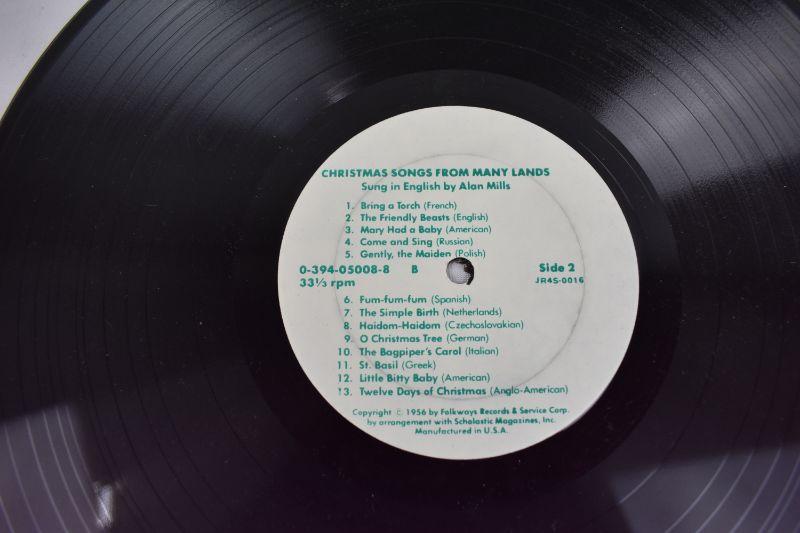 CHRISTMAS SONGS FROM MANY LANDS
Sung in English by Alan Mills
1. Bring a Torch (French)
2. The Friendly Beasts (English)
3. Mary Had a Baby (American)
4. Come and Sing (Russian)
5. Gently, the Maiden (Polish)
0-394-05008-8 B Side 2
33⅓ rpm JR4S-0016
6. Fum-fum-fum (Spanish)
7. The Simple Birth (Netherlands)
8. Haidom-Haidom (Czechoslovakian)
9. O Christmas Tree (German)
10. The Bagpiper's Carol (Italian)
11. St. Basil (Greek)
12. Little Bitty Baby (American)
13. Twelve Days of Christmas (Anglo-American)
Copyright © 1956 by Folkways Records & Service Corp.
by arrangement with Scholastic Magazines, Inc.
Manufactured in U.S.A.